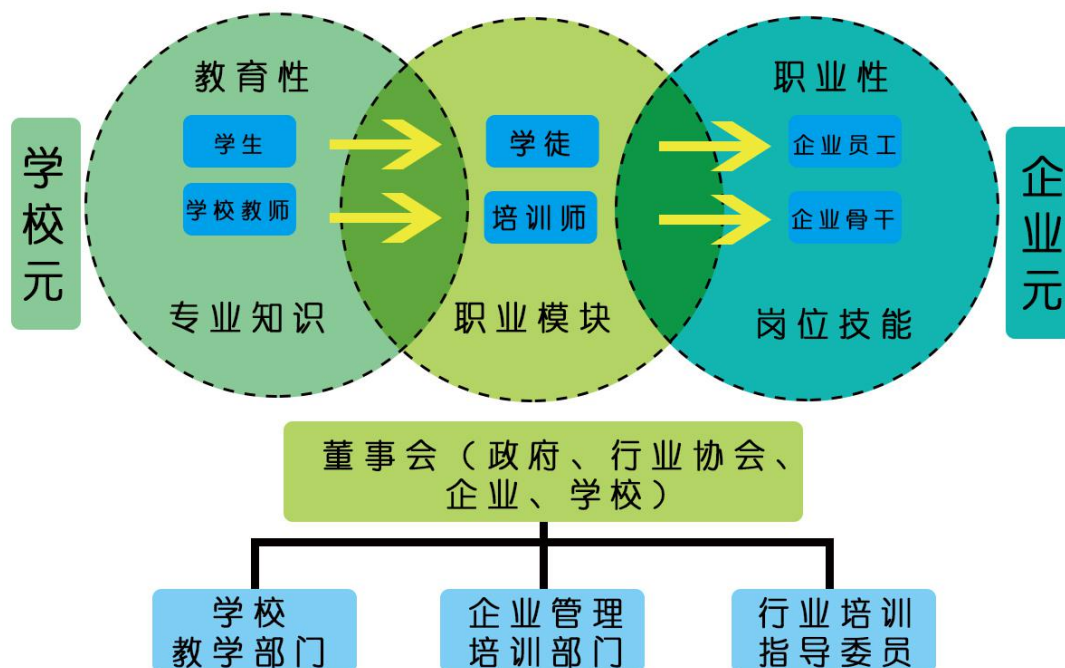 学校元
教育性
学生
学校教师
专业知识
学徒
培训师
职业模块
职业性
企业员工
企业骨干
岗位技能
企业元
董事会（政府、行业协会、
企业、学校）
学校
教学部门
企业管理
培训部门
行业培训
指导委员